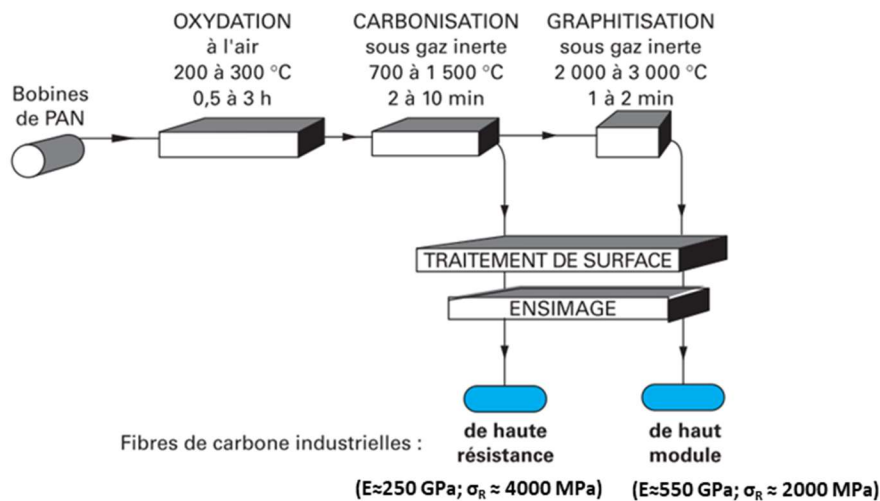 OXYDATION
à l'air
200 à 300 °C
0,5 à 3 h
CARBONISATION
sous gaz inerte
700 à 1 500 °C
2 à 10 min
GRAPHITISATION
sous gaz inerte
2 000 à 3 000 °C
1 à 2 min
Bobines
de PAN
TRAITEMENT DE SURFACE
ENSIMAGE
Fibres de carbone industrielles :
de haute
résistance
(E≈250 GPa; σR ≈ 4000 MPa)
de haut
module
(E≈550 GPa; σR ≈ 2000 MPa)